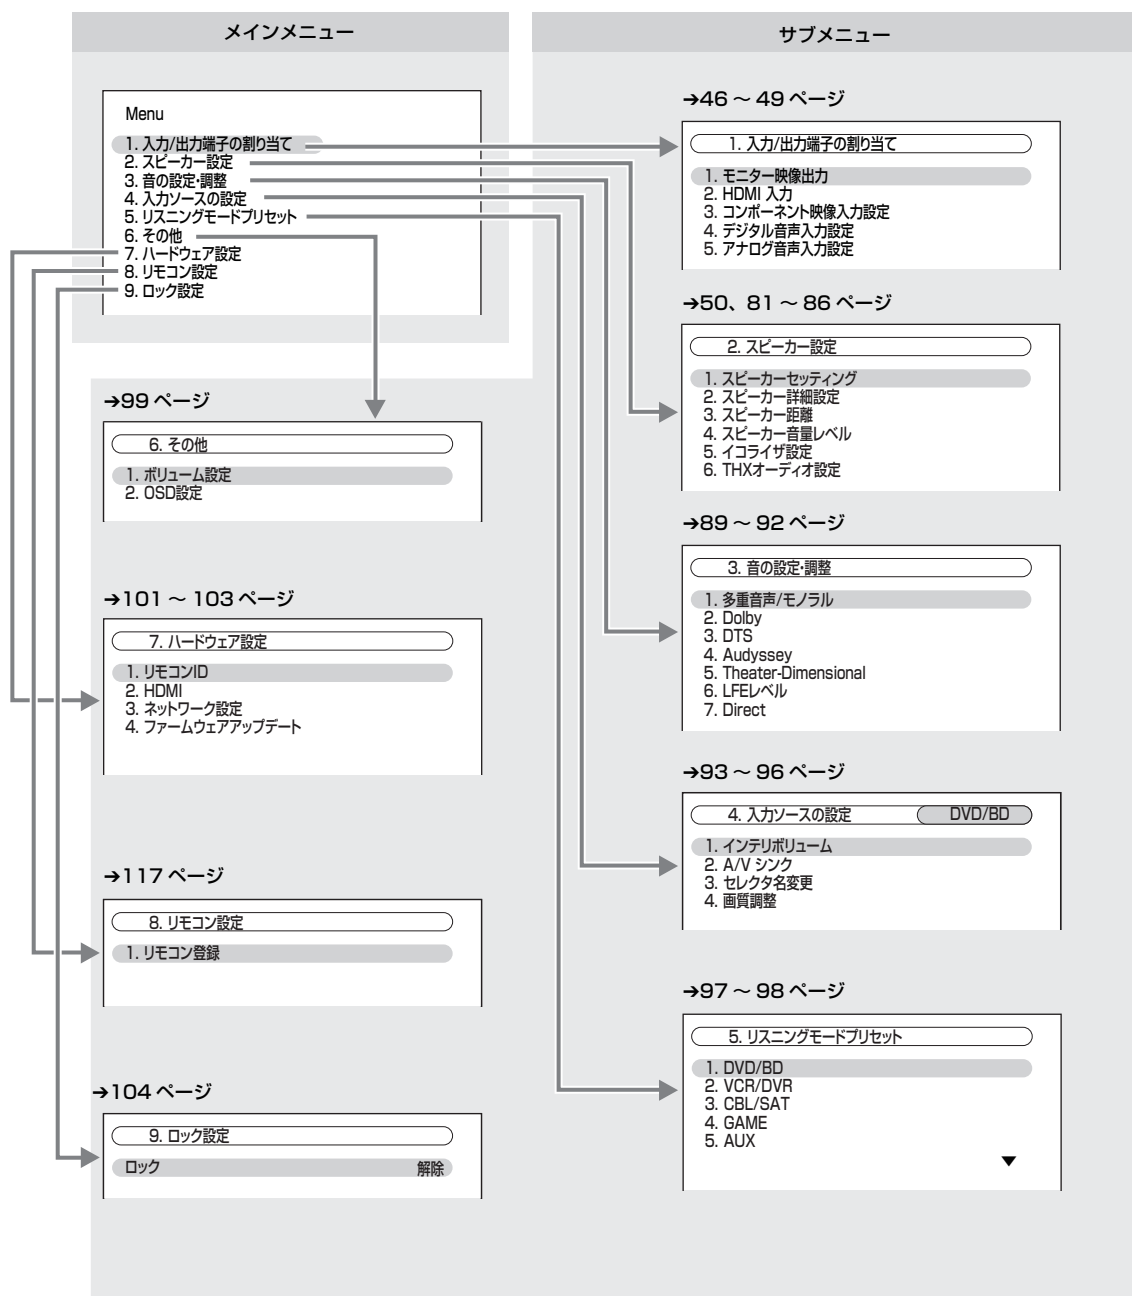 メインメニュー
Menu
1. 入力/出力端子の割り当て
2. スピーカー設定
3. 音の設定・調整
4. 入力ソースの設定
5. リスニングモードプリセット
6. その他
7. ハードウェア設定
8. リモコン設定
9. ロック設定
➔99 ページ
6. その他
1. ボリューム設定
2. OSD設定
➔101 ～ 103 ページ
7. ハードウェア設定
1. リモコンID
2. HDMI
3. ネットワーク設定
4. ファームウェアアップデート
➔117 ページ
8. リモコン設定
1. リモコン登録
➔104 ページ
9. ロック設定
ロック 解除
サブメニュー
➔46 ～ 49 ページ
1. 入力/出力端子の割り当て
1. モニター映像出力
2. HDMI 入力
3. コンポーネント映像入力設定
4. デジタル音声入力設定
5. アナログ音声入力設定
➔50、81 ～ 86 ページ
2. スピーカー設定
1. スピーカーセッティング
2. スピーカー詳細設定
3. スピーカー距離
4. スピーカー音量レベル
5. イコライザ設定
6. THXオーディオ設定
➔89 ～ 92 ページ
3. 音の設定・調整
1. 多重音声/モノラル
2. Dolby
3. DTS
4. Audyssey
5. Theater-Dimensional
6. LFEレベル
7. Direct
➔93 ～ 96 ページ
4. 入力ソースの設定 DVD/BD
1. インテリボリューム
2. A/V シンク
3. セレクタ名変更
4. 画質調整
➔97 ～ 98 ページ
5. リスニングモードプリセット
1. DVD/BD
2. VCR/DVR
3. CBL/SAT
4. GAME
5. AUX